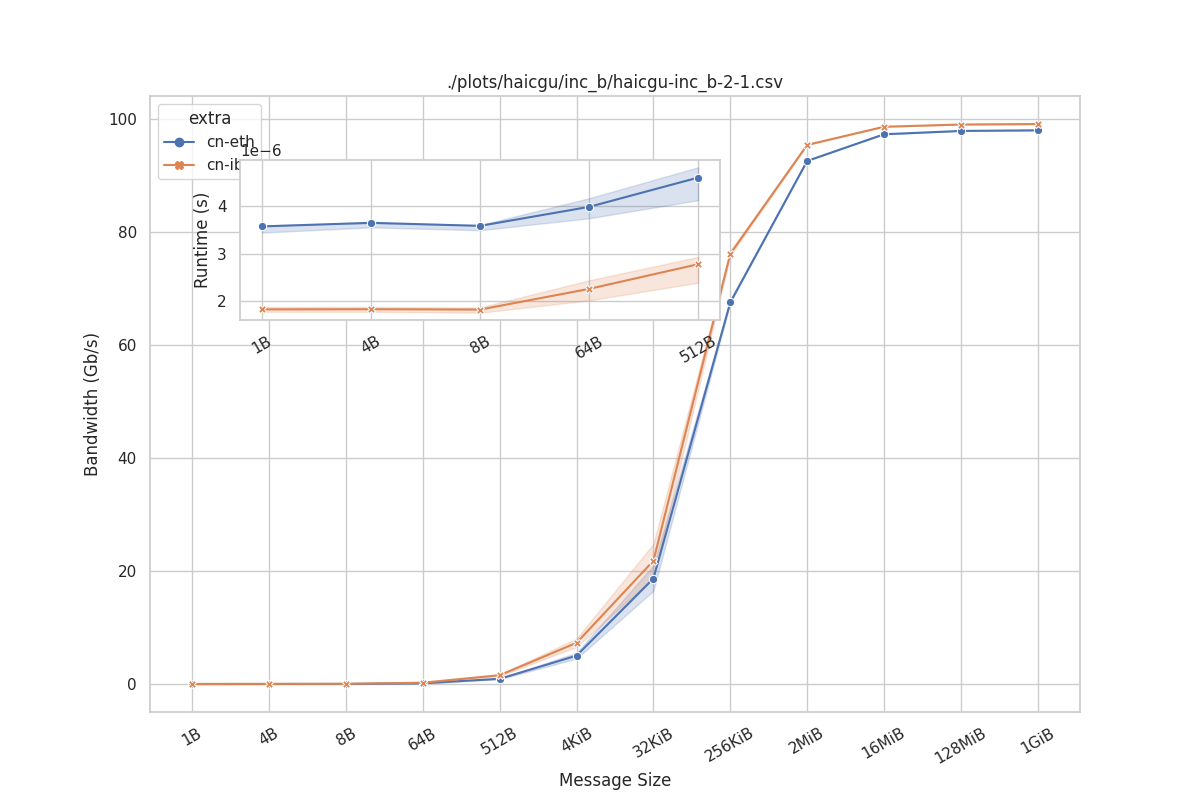 ./plots/haicgu/inc_b/haicgu-inc_b-2-1.csv
extra
cn-eth
cn-ib
1e−6
Runtime (s)
4
3
2
1B 4B 8B 64B 512B
Bandwidth (Gb/s)
100
80
60
40
20
0
1B 4B 8B 64B 512B 4KiB 32KiB 256KiB 2MiB 16MiB 128MiB 1GiB
Message Size